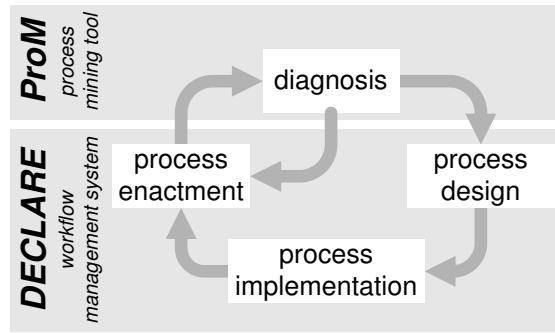 ProM
process
mining tool
diagnosis
DECLARE
workflow
management system
process
enactment
process
design
process
implementation